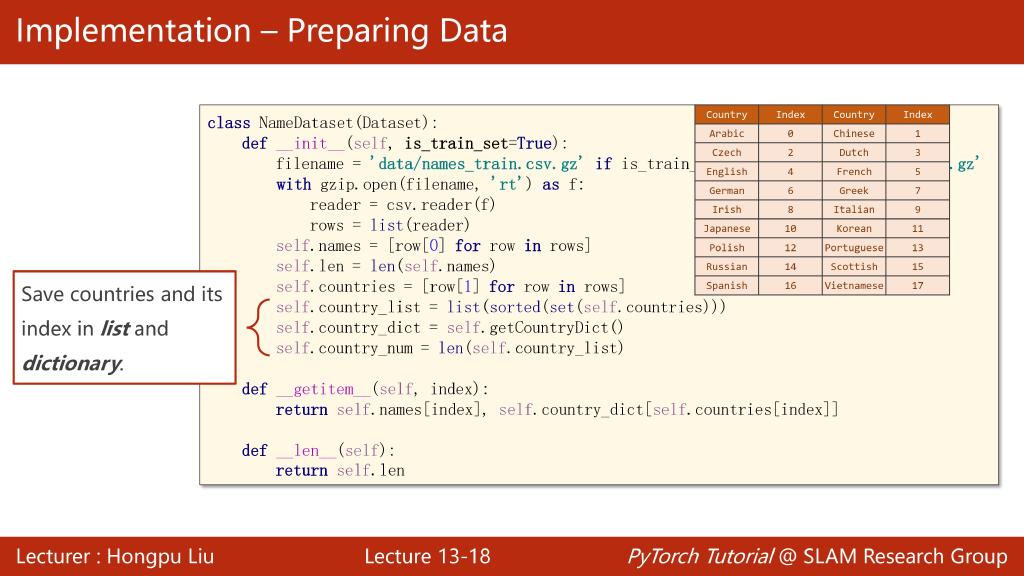 Implementation – Preparing Data
class NameDataset(Dataset):
def __init__(self, is_train_set=True):
filename = 'data/names_train.csv.gz' if is_train_ .gz'
with gzip.open(filename, 'rt') as f:
reader = csv.reader(f)
rows = list(reader)
self.names = [row[0] for row in rows]
self.len = len(self.names)
self.countries = [row[1] for row in rows]
self.country_list = list(sorted(set(self.countries)))
self.country_dict = self.getCountryDict()
self.country_num = len(self.country_list)
def __getitem__(self, index):
return self.names[index], self.country_dict[self.countries[index]]
def __len__(self):
return self.len
Country Index Country Index
Arabic 0 Chinese 1
Czech 2 Dutch 3
English 4 French 5
German 6 Greek 7
Irish 8 Italian 9
Japanese 10 Korean 11
Polish 12 Portuguese 13
Russian 14 Scottish 15
Spanish 16 Vietnamese 17
Save countries and its
index in list and
dictionary.
Lecturer : Hongpu Liu Lecture 13-18 PyTorch Tutorial @ SLAM Research Group